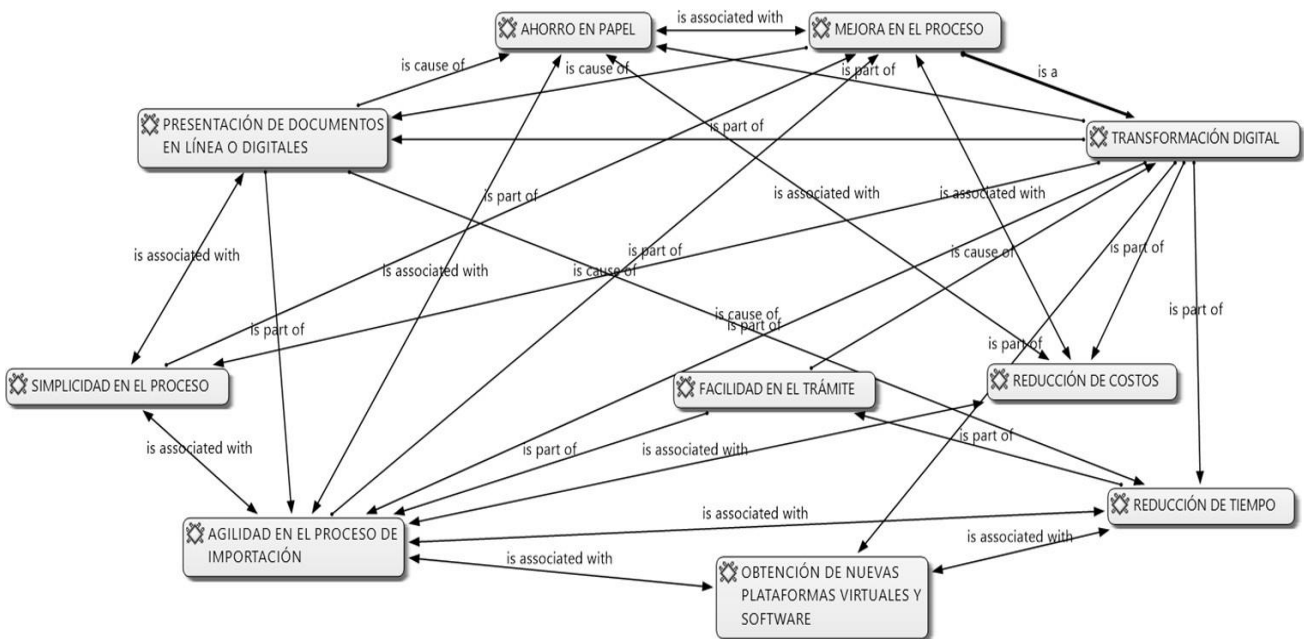 AHORRO EN PAPEL
is associated with
MEJORA EN EL PROCESO
is cause of
is cause of
is part of
is a
PRESENTACIÓN DE DOCUMENTOS
EN LÍNEA O DIGITALES
is part of
TRANSFORMACIÓN DIGITAL
is part of
is associated with
is associated with
is associated with
is associated with
is part of
is cause of
is cause of
is part of
is part of
is cause of
is part of
is part of
is part of
SIMPLICIDAD EN EL PROCESO
FACILIDAD EN EL TRÁMITE
REDUCCIÓN DE COSTOS
is associated with
is part of
is associated with
is part of
AGILIDAD EN EL PROCESO DE
IMPORTACIÓN
is associated with
REDUCCIÓN DE TIEMPO
is associated with
is associated with
OBTENCIÓN DE NUEVAS
PLATAFORMAS VIRTUALES Y
SOFTWARE